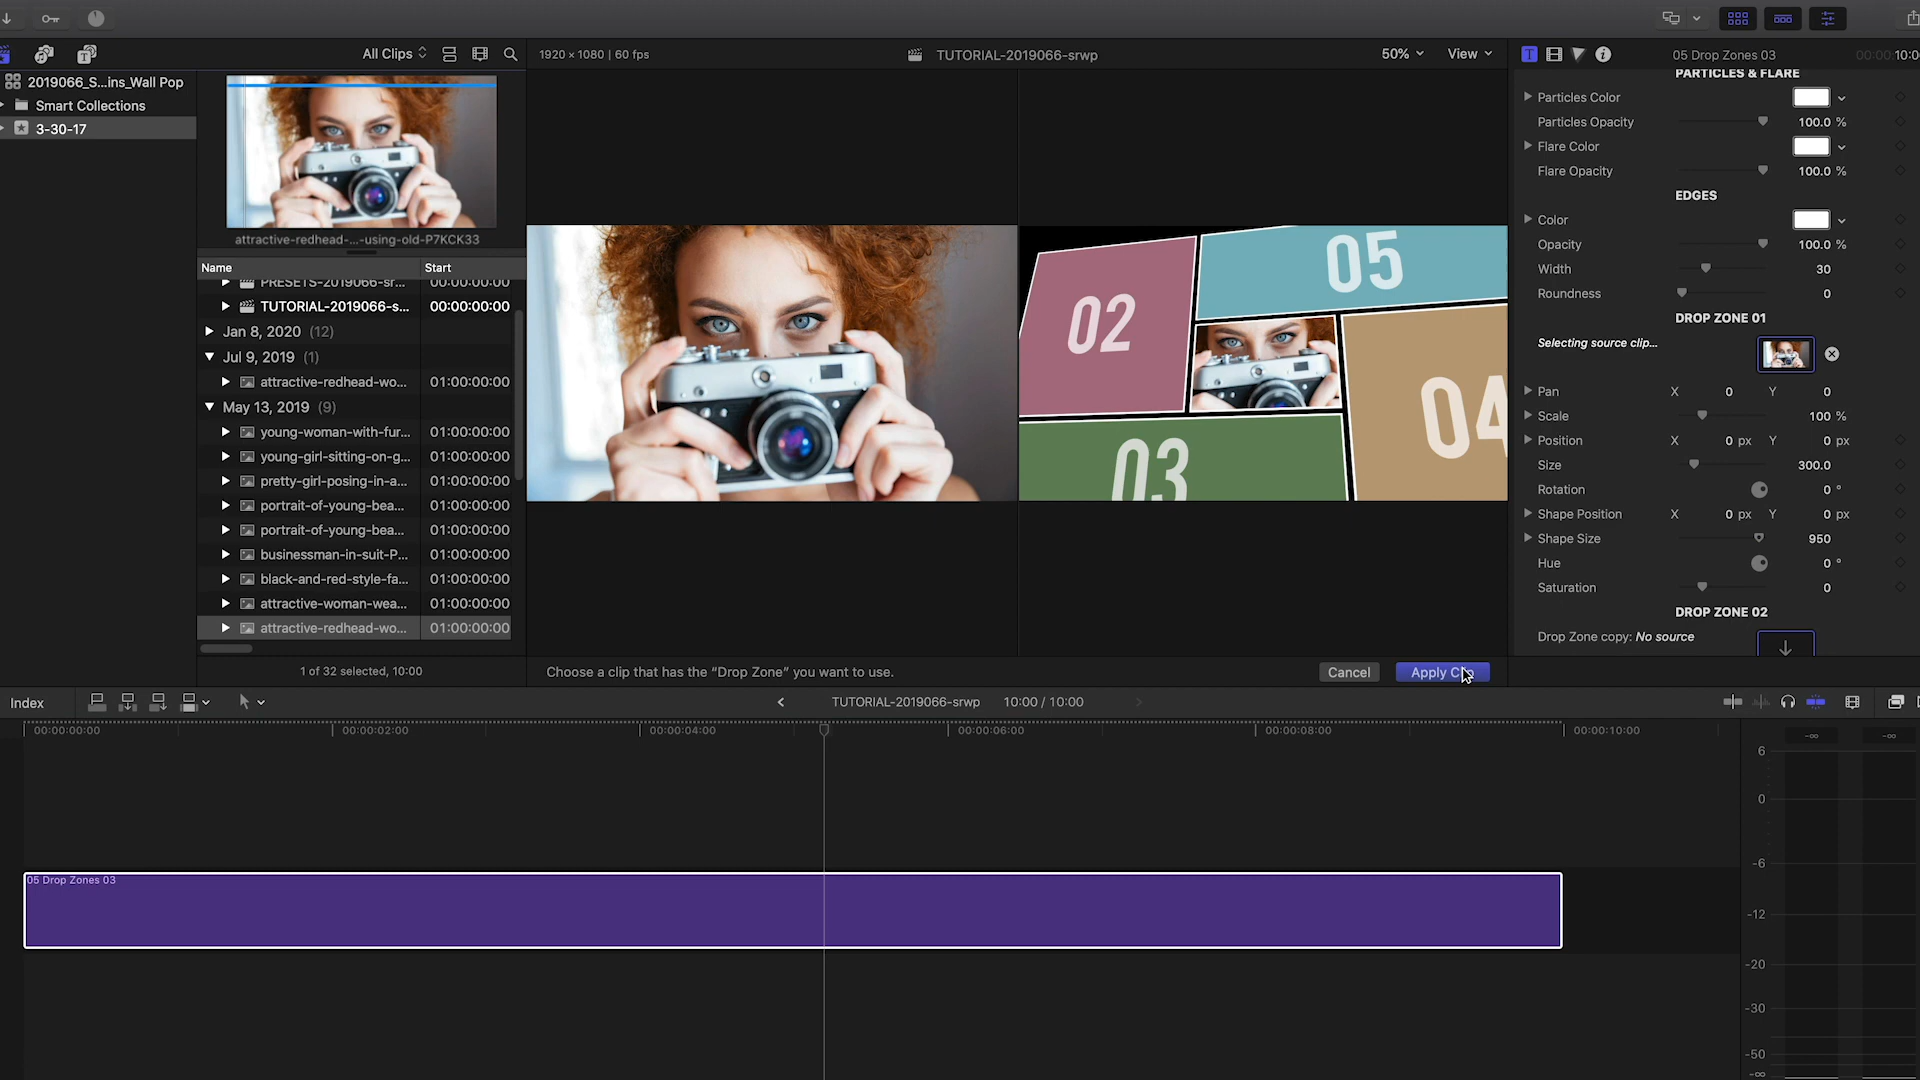 All Clips
1920 × 1080 | 60 fps
TUTORIAL-2019066-srwp
50%
View
05 Drop Zones 03
00:00:10:0
2019066_S...ins_Wall Pop
Smart Collections
3-30-17
attractive-redhead-...-using-old-P7KCK33
Name
Start
PRESETS-2019066-sr...
00:00:00:00
TUTORIAL-2019066-s...
00:00:00:00
Jan 8, 2020 (12)
Jul 9, 2019 (1)
attractive-redhead-wo...
01:00:00:00
May 13, 2019 (9)
young-woman-with-fur...
01:00:00:00
young-girl-sitting-on-g...
01:00:00:00
pretty-girl-posing-in-a...
01:00:00:00
portrait-of-young-bea...
01:00:00:00
portrait-of-young-bea...
01:00:00:00
businessman-in-suit-P...
01:00:00:00
black-and-red-style-fa...
01:00:00:00
attractive-woman-wea...
01:00:00:00
attractive-redhead-wo...
01:00:00:00
1 of 32 selected, 10:00
02
05
04
03
Choose a clip that has the “Drop Zone” you want to use.
Cancel
Apply Clip
PARTICLES & FLARE
Particles Color
Particles Opacity
100.0 %
Flare Color
Flare Opacity
100.0 %
EDGES
Color
Opacity
100.0 %
Width
30
Roundness
0
DROP ZONE 01
Selecting source clip...
Pan
X 0 Y 0
Scale
100 %
Position
X 0 px Y 0 px
Size
300.0
Rotation
0 °
Shape Position
X 0 px Y 0 px
Shape Size
950
Hue
0 °
Saturation
0
DROP ZONE 02
Drop Zone copy: No source
Index
TUTORIAL-2019066-srwp
10:00 / 10:00
00:00:00:00
00:00:02:00
00:00:04:00
00:00:06:00
00:00:08:00
00:00:10:00
05 Drop Zones 03
-∞
-∞
6
0
-6
-12
-20
-30
-50
-∞